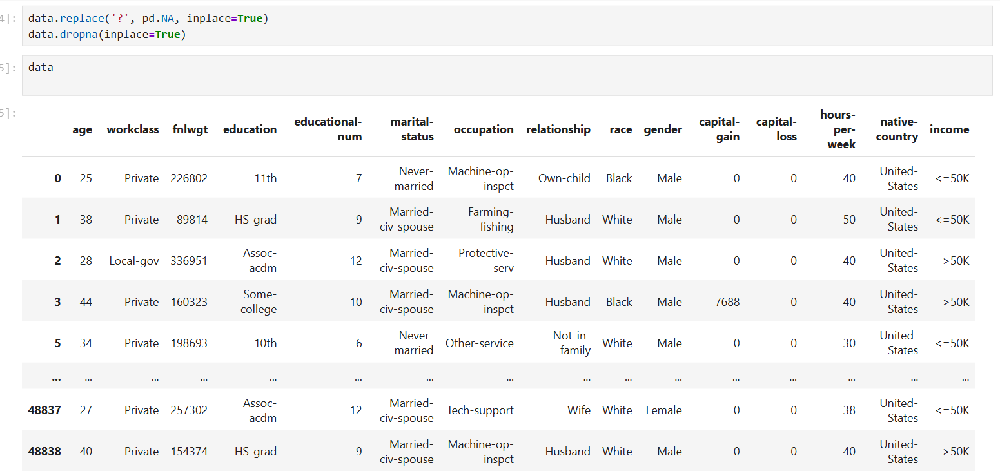 4]:
data.replace('?', pd.NA, inplace=True)
data.dropna(inplace=True)
5]:
data
5]:
age workclass fnlwgt education educational-num marital-status occupation relationship race gender capital-gain capital-loss hours-per-week native-country income
0 25 Private 226802 11th 7 Never-married Machine-op-inspct Own-child Black Male 0 0 40 United-States <=50K
1 38 Private 89814 HS-grad 9 Married-civ-spouse Farming-fishing Husband White Male 0 0 50 United-States <=50K
2 28 Local-gov 336951 Assoc-acdm 12 Married-civ-spouse Protective-serv Husband White Male 0 0 40 United-States >50K
3 44 Private 160323 Some-college 10 Married-civ-spouse Machine-op-inspct Husband Black Male 7688 0 40 United-States >50K
5 34 Private 198693 10th 6 Never-married Other-service Not-in-family White Male 0 0 30 United-States <=50K
... ... ... ... ... ... ... ... ... ... ... ... ... ... ... ...
48837 27 Private 257302 Assoc-acdm 12 Married-civ-spouse Tech-support Wife White Female 0 0 38 United-States <=50K
48838 40 Private 154374 HS-grad 9 Married-civ-spouse Machine-op-inspct Husband White Male 0 0 40 United-States >50K